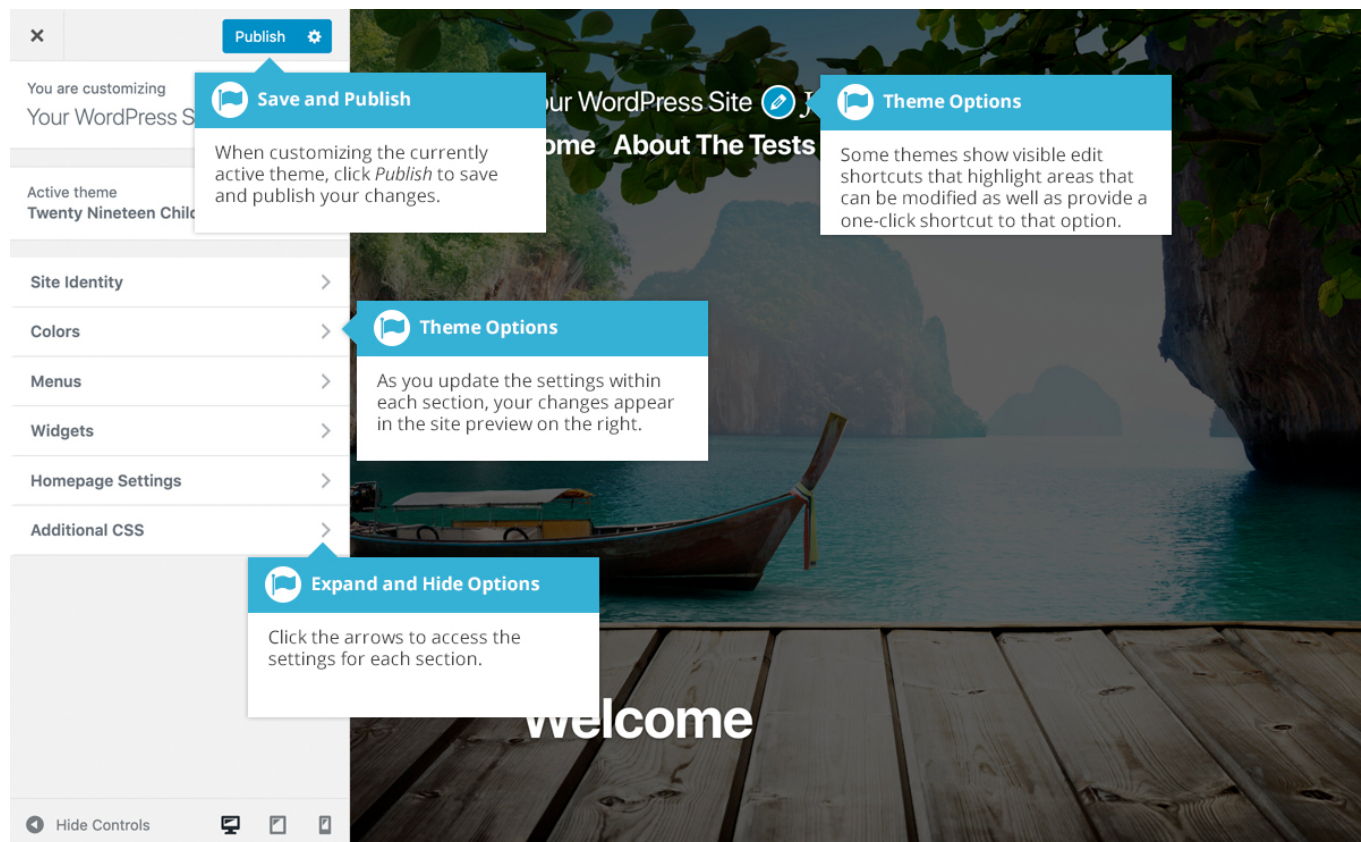 Publish
You are customizing
Your WordPress S
Active theme
Twenty Nineteen Chil
Save and Publish
When customizing the currently
active theme, click Publish to save
and publish your changes.
our WordPress Site
ome About The Tests
Theme Options
Some themes show visible edit
shortcuts that highlight areas that
can be modified as well as provide a
one-click shortcut to that option.
Site Identity
Colors
Menus
Widgets
Homepage Settings
Additional CSS
Theme Options
As you update the settings within
each section, your changes appear
in the site preview on the right.
Expand and Hide Options
Click the arrows to access the
settings for each section.
Welcome
Hide Controls